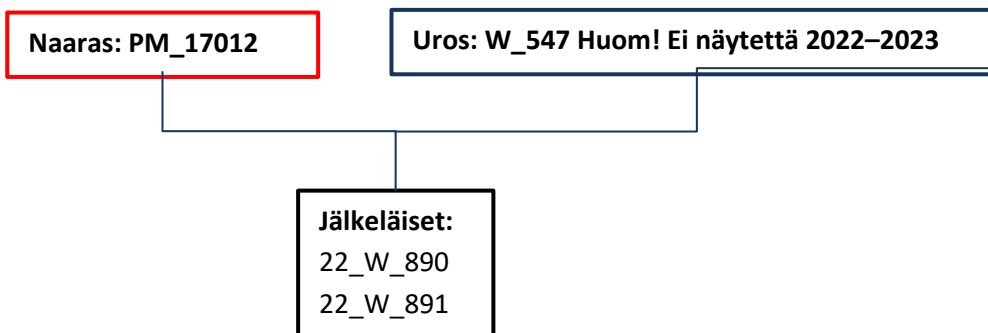 Naaras: PM_17012
Uros: W_547 Huom! Ei näytettä 2022–2023
Jälkeläiset:
22_W_890
22_W_891